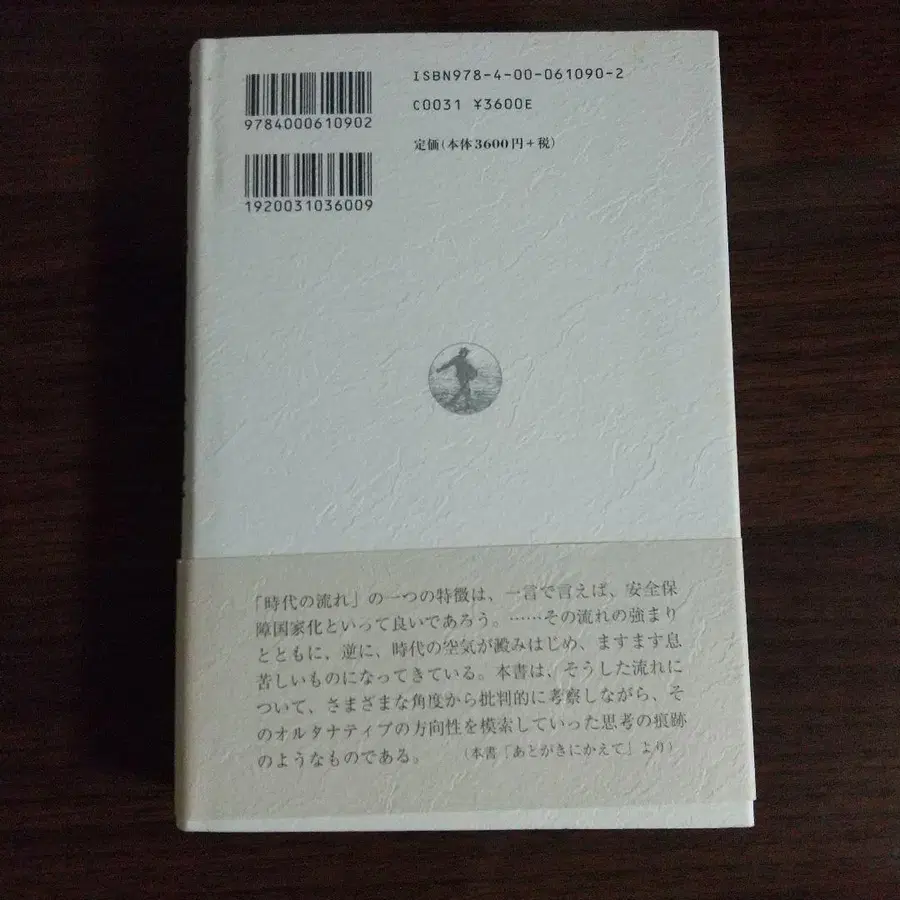 ISBN978-4-00-061090-2
C0031 ¥3600E
定価(本体3600円+税)
9784000610902
1920031036009
「時代の流れ」の一つの特徴は、一言で言えば、安全保
障国家化といって良いであろう。……その流れの強まり
とともに、逆に、時代の空気が澱みはじめ、ますます息
苦しいものになってきている。本書は、そうした流れに
ついて、さまざまな角度から批判的に考察しながら、そ
のオルタナティブの方向性を模索していった思考の痕跡
のようなものである。 (本書「あとがきにかえて」より)